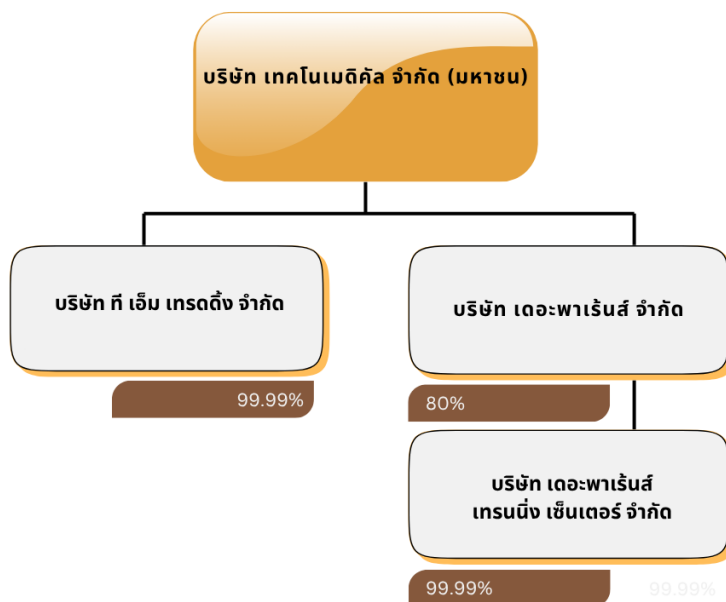 บริษัท เทคโนเมดิคัล จำกัด (มหาชน)
บริษัท ที เอ็ม เทรดดิ้ง จำกัด
99.99%
บริษัท เดอะพาเร้นส์ จำกัด
80%
บริษัท เดอะพาเร้นส์
เทรนนิ่ง เซ็นเตอร์ จำกัด
99.99%
99.99%